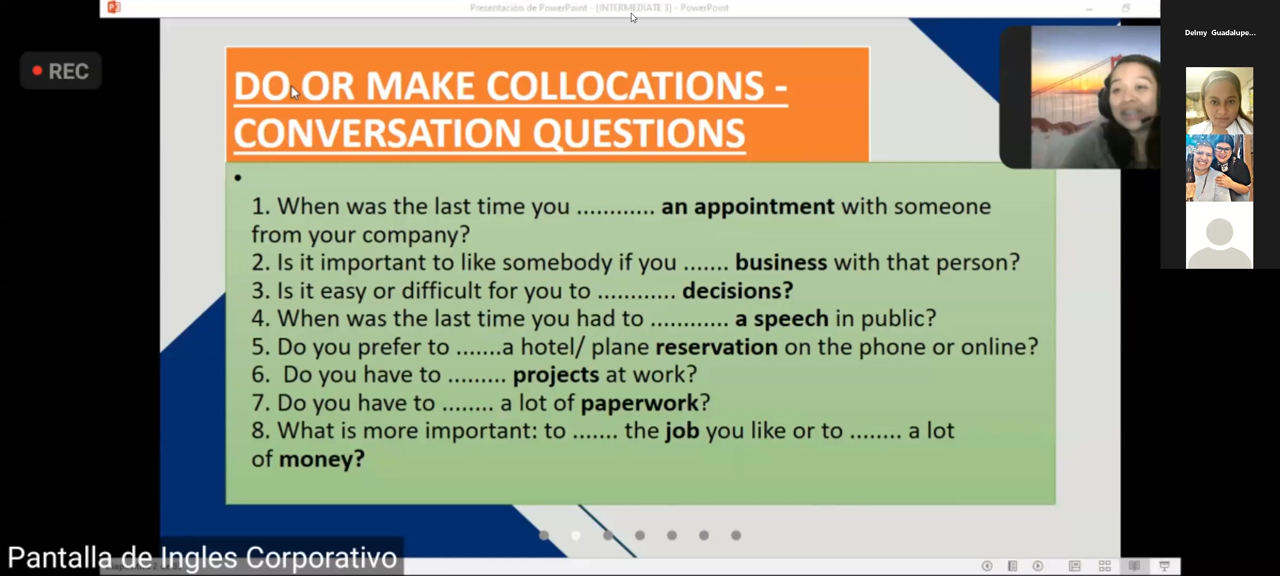 Presentación de PowerPoint - [INTERMEDIATE 3] - PowerPoint
Delmy Guadalupe...
REC
DO OR MAKE COLLOCATIONS -
CONVERSATION QUESTIONS
•
1. When was the last time you ............ an appointment with someone
from your company?
2. Is it important to like somebody if you ....... business with that person?
3. Is it easy or difficult for you to ............ decisions?
4. When was the last time you had to ............ a speech in public?
5. Do you prefer to .......a hotel/ plane reservation on the phone or online?
6. Do you have to ......... projects at work?
7. Do you have to ........ a lot of paperwork?
8. What is more important: to ....... the job you like or to ........ a lot
of money?
Pantalla de Ingles Corporativo